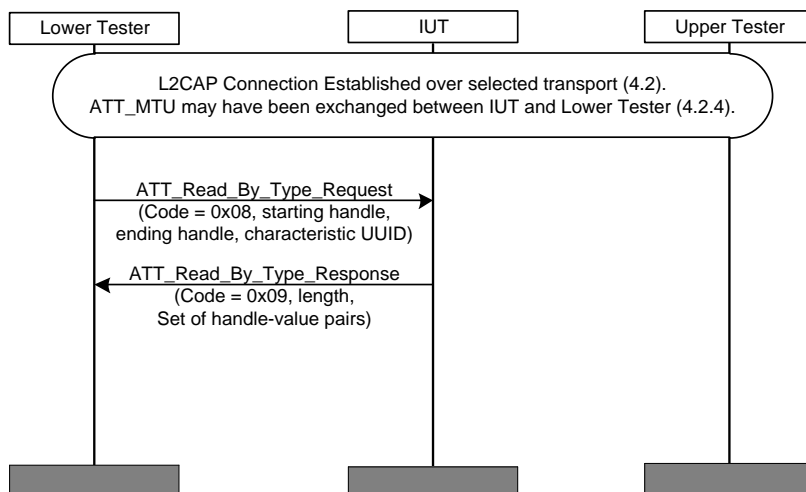 Lower Tester
IUT
Upper Tester
L2CAP Connection Established over selected transport (4.2).
ATT_MTU may have been exchanged between IUT and Lower Tester (4.2.4).
ATT_Read_By_Type_Request
(Code = 0x08, starting handle,
ending handle, characteristic UUID)
ATT_Read_By_Type_Response
(Code = 0x09, length,
Set of handle-value pairs)